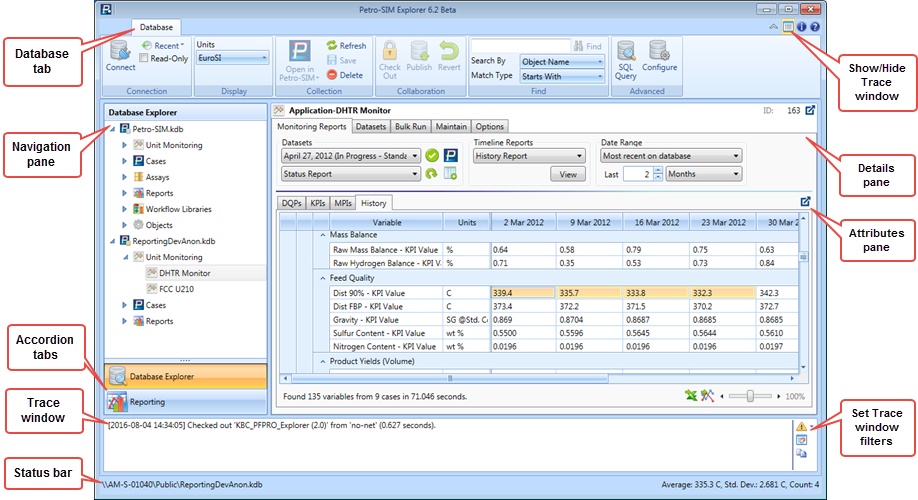 Petro-SIM Explorer 6.2 Beta
Database
Connect
Recent
Read-Only
Connection
Units
EuroSI
Display
Open in Petro-SIM
Refresh
Save
Delete
Collection
Check Out
Publish
Revert
Collaboration
Find
Search By
Object Name
Match Type
Starts With
Find
SQL Query
Configure
Advanced
Database tab
Navigation pane
Accordion tabs
Trace window
Status bar
Show/Hide Trace window
Details pane
Attributes pane
Set Trace window filters
Database Explorer
Petro-SIM.kdb
Unit Monitoring
Cases
Assays
Reports
Workflow Libraries
Objects
ReportingDevAnon.kdb
Unit Monitoring
DHTR Monitor
FCC U210
Cases
Reports
Database Explorer
Reporting
Application-DHTR Monitor
ID: 163
Monitoring Reports Datasets Bulk Run Maintain Options
Datasets
April 27, 2012 (In Progress - Standa
Status Report
Timeline Reports
History Report
View
Date Range
Most recent on database
Last 2 Months
DQPs KPIs MPIs History
Variable Units 2 Mar 2012 9 Mar 2012 16 Mar 2012 23 Mar 2012 30 Mar 2
Mass Balance
Raw Mass Balance - KPI Value % 0.64 0.58 0.79 0.75 0.63
Raw Hydrogen Balance - KPI V % 0.71 0.35 0.53 0.73 0.84
Feed Quality
Dist 90% - KPI Value C 339.4 335.7 333.8 332.3 342.3
Dist FBP - KPI Value C 373.4 372.2 371.5 370.2 372.7
Gravity - KPI Value SG @Std. C 0.869 0.8704 0.8687 0.8685 0.8685
Sulfur Content - KPI Value wt % 0.5500 0.5596 0.5645 0.5644 0.5610
Nitrogen Content - KPI Value wt % 0.0196 0.0196 0.0196 0.0196 0.0197
Product Yields (Volume)
Found 135 variables from 9 cases in 71.046 seconds.
100%
[2016-08-04 14:34:05] Checked out 'KBC_PFPRO_Explorer (2.0)' from 'no-net' (0.627 seconds).
\\AM-S-01040\Public\ReportingDevAnon.kdb
Average: 335.3 C, Std. Dev.: 2.681 C, Count: 4